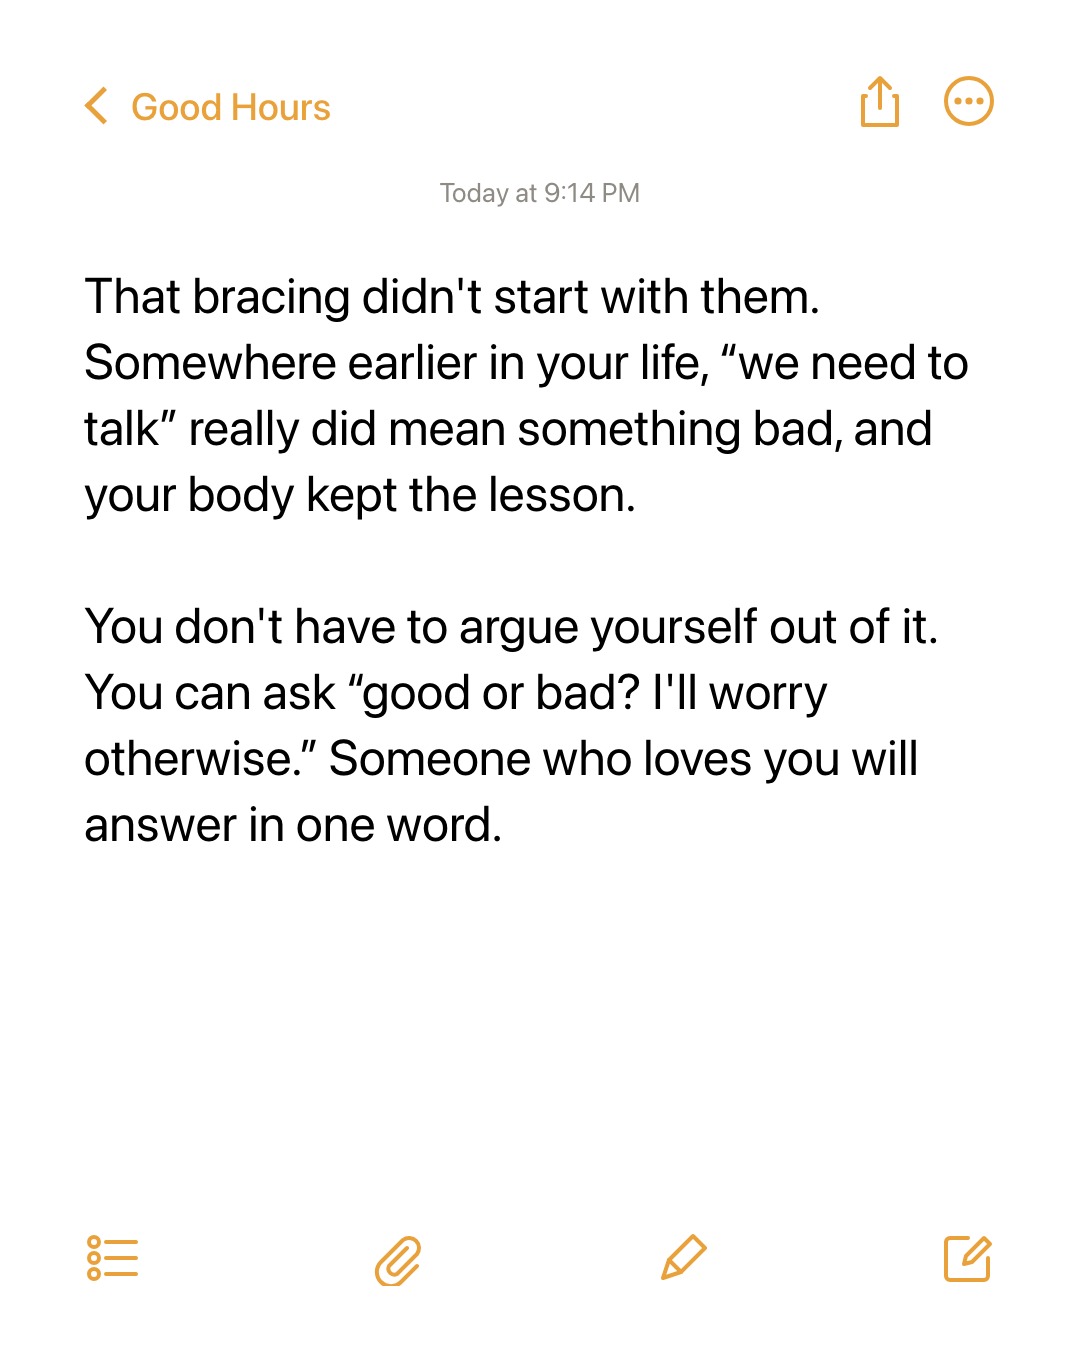 Good Hours
Today at 9:14 PM
That bracing didn't start with them.
Somewhere earlier in your life, “we need to
talk” really did mean something bad, and
your body kept the lesson.
You don't have to argue yourself out of it.
You can ask “good or bad? I'll worry
otherwise.” Someone who loves you will
answer in one word.